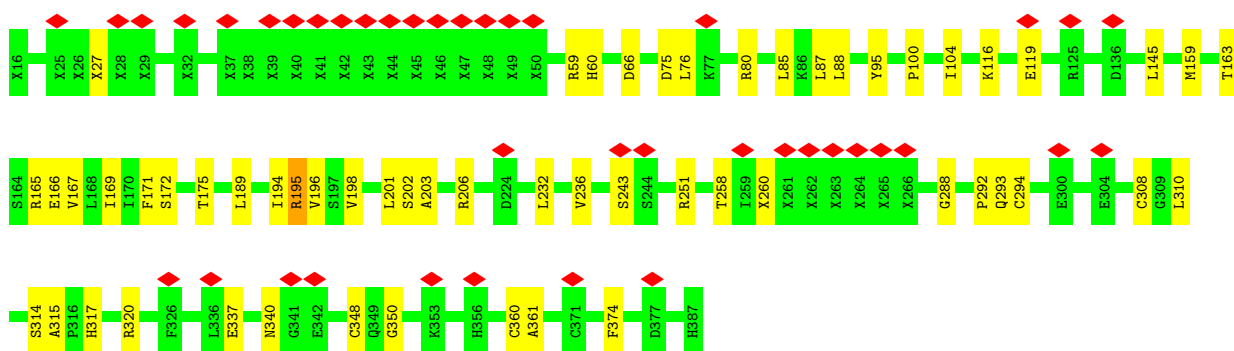 X16 X25 X26 X27 X28 X29 X32 X37 X38 X39 X40 X41 X42 X43 X44 X45 X46 X47 X48 X49 X50 R59 H60 D66 D75 L76 K77 R80 L85 K86 L87 L88 Y95 P100 I104 K116 E119 R125 D136 L145 M159 T163
S164 R165 E166 V167 L168 I169 I170 F171 S172 T175 L189 I194 R195 V196 S197 V198 L201 S202 A203 R206 D224 L232 V236 S243 S244 R251 T258 I259 X260 X261 X262 X263 X264 X265 X266 G288 P292 Q293 C294 E300 E304 C308 G309 L310
S314 A315 P316 H317 R320 F326 L336 E337 N340 G341 E342 C348 Q349 G350 K353 H356 C360 A361 C371 F374 D377 H387